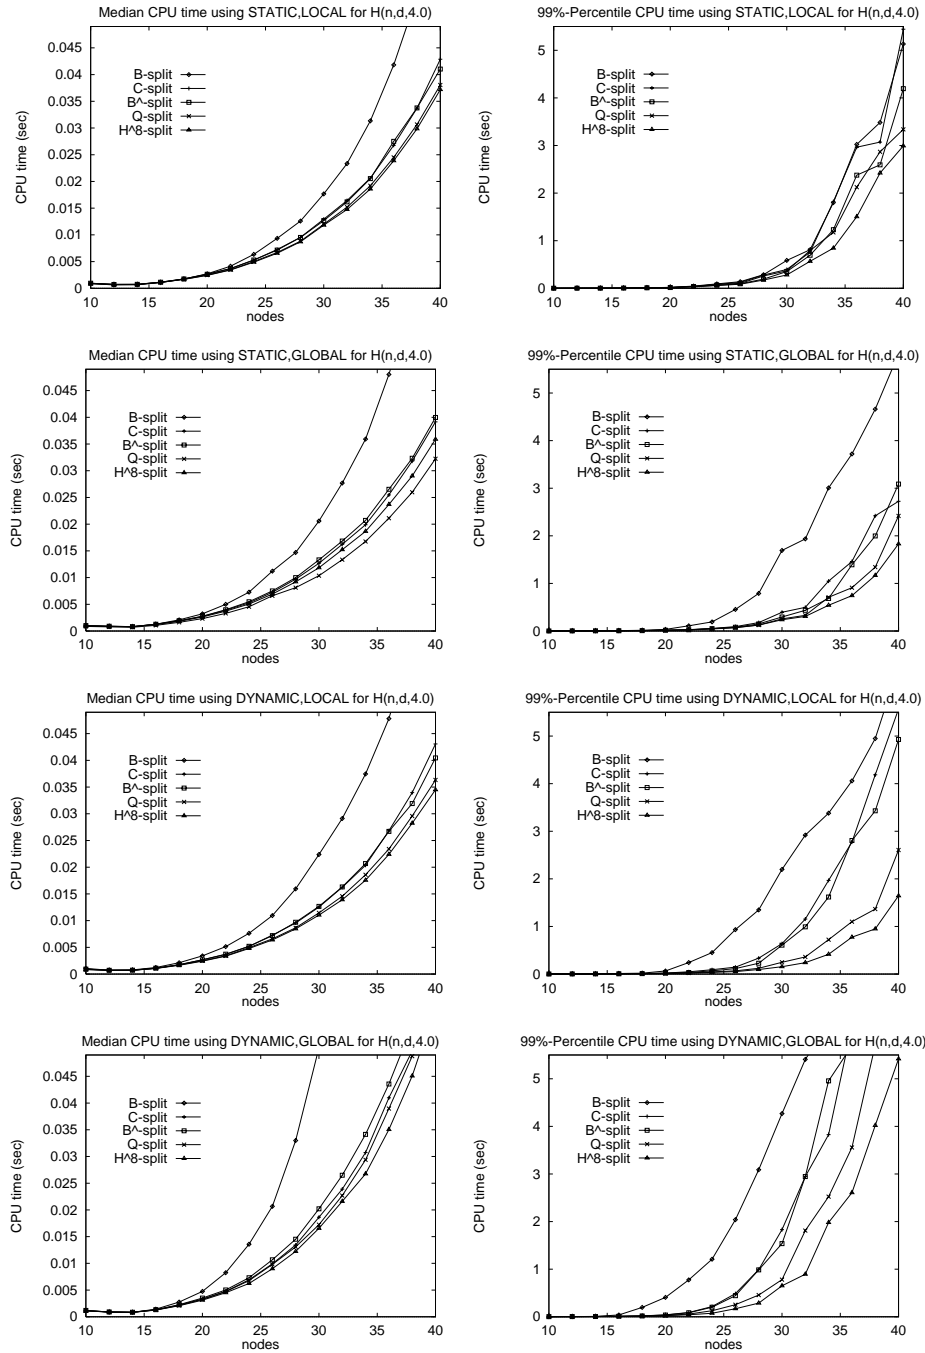 Median CPU time using STATIC,LOCAL for H(n,d,4.0)
0.045
0.04
0.035
0.03
0.025
0.02
0.015
0.01
0.005
0
CPU time (sec)
B-split
C-split
B^-split
Q-split
H^8-split
10 15 20 25 30 35 40
nodes
99%-Percentile CPU time using STATIC,LOCAL for H(n,d,4.0)
5
4
3
2
1
0
CPU time (sec)
B-split
C-split
B^-split
Q-split
H^8-split
10 15 20 25 30 35 40
nodes
Median CPU time using STATIC,GLOBAL for H(n,d,4.0)
0.045
0.04
0.035
0.03
0.025
0.02
0.015
0.01
0.005
0
CPU time (sec)
B-split
C-split
B^-split
Q-split
H^8-split
10 15 20 25 30 35 40
nodes
99%-Percentile CPU time using STATIC,GLOBAL for H(n,d,4.0)
5
4
3
2
1
0
CPU time (sec)
B-split
C-split
B^-split
Q-split
H^8-split
10 15 20 25 30 35 40
nodes
Median CPU time using DYNAMIC,LOCAL for H(n,d,4.0)
0.045
0.04
0.035
0.03
0.025
0.02
0.015
0.01
0.005
0
CPU time (sec)
B-split
C-split
B^-split
Q-split
H^8-split
10 15 20 25 30 35 40
nodes
99%-Percentile CPU time using DYNAMIC,LOCAL for H(n,d,4.0)
5
4
3
2
1
0
CPU time (sec)
B-split
C-split
B^-split
Q-split
H^8-split
10 15 20 25 30 35 40
nodes
Median CPU time using DYNAMIC,GLOBAL for H(n,d,4.0)
0.045
0.04
0.035
0.03
0.025
0.02
0.015
0.01
0.005
0
CPU time (sec)
B-split
C-split
B^-split
Q-split
H^8-split
10 15 20 25 30 35 40
nodes
99%-Percentile CPU time using DYNAMIC,GLOBAL for H(n,d,4.0)
5
4
3
2
1
0
CPU time (sec)
B-split
C-split
B^-split
Q-split
H^8-split
10 15 20 25 30 35 40
nodes